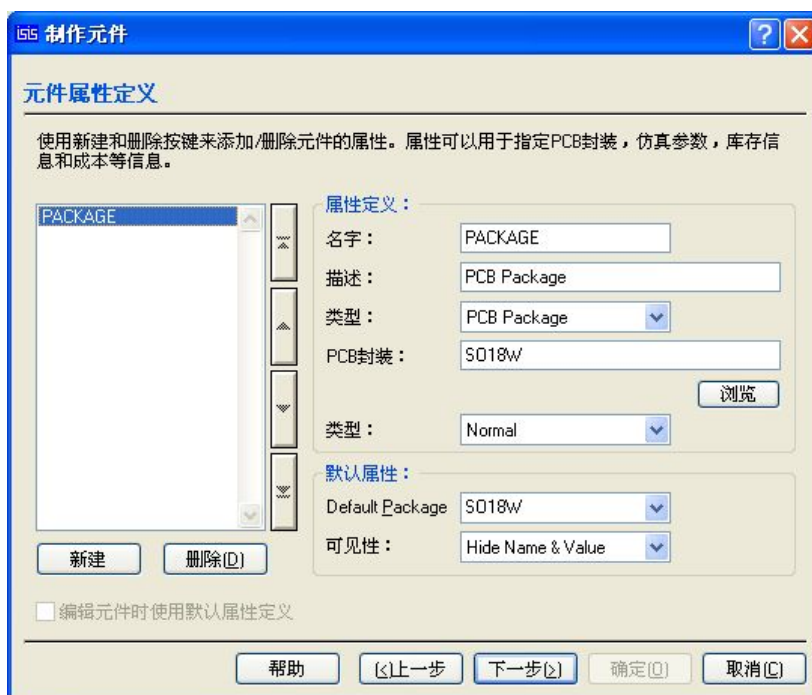 isis 制作元件
元件属性定义
使用新建和删除按键来添加/删除元件的属性。属性可以用于指定PCB封装，仿真参数，库存信
息和成本等信息。
PACKAGE
属性定义：
名字： PACKAGE
描述： PCB Package
类型： PCB Package
PCB封装： SO18W
浏览
类型： Normal
默认属性：
Default Package SO18W
可见性： Hide Name & Value
新建 删除(D)
编辑元件时使用默认属性定义
帮助 (<)上一步 下一步(>) 确定(O) 取消(C)